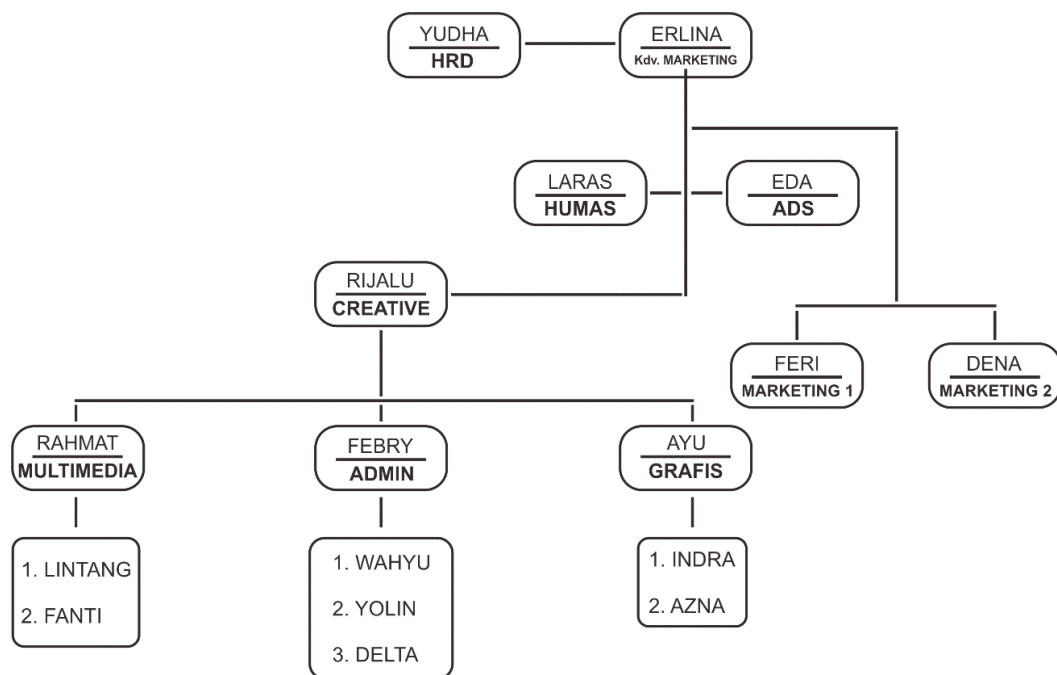 YUDHA
HRD
ERLINA
Kdv. MARKETING
LARAS
HUMAS
EDA
ADS
RIJALU
CREATIVE
FERI
MARKETING 1
DENA
MARKETING 2
RAHMAT
MULTIMEDIA
FEBRY
ADMIN
AYU
GRAFIS
1. LINTANG
2. FANTI
1. WAHYU
2. YOLIN
3. DELTA
1. INDRA
2. AZNA